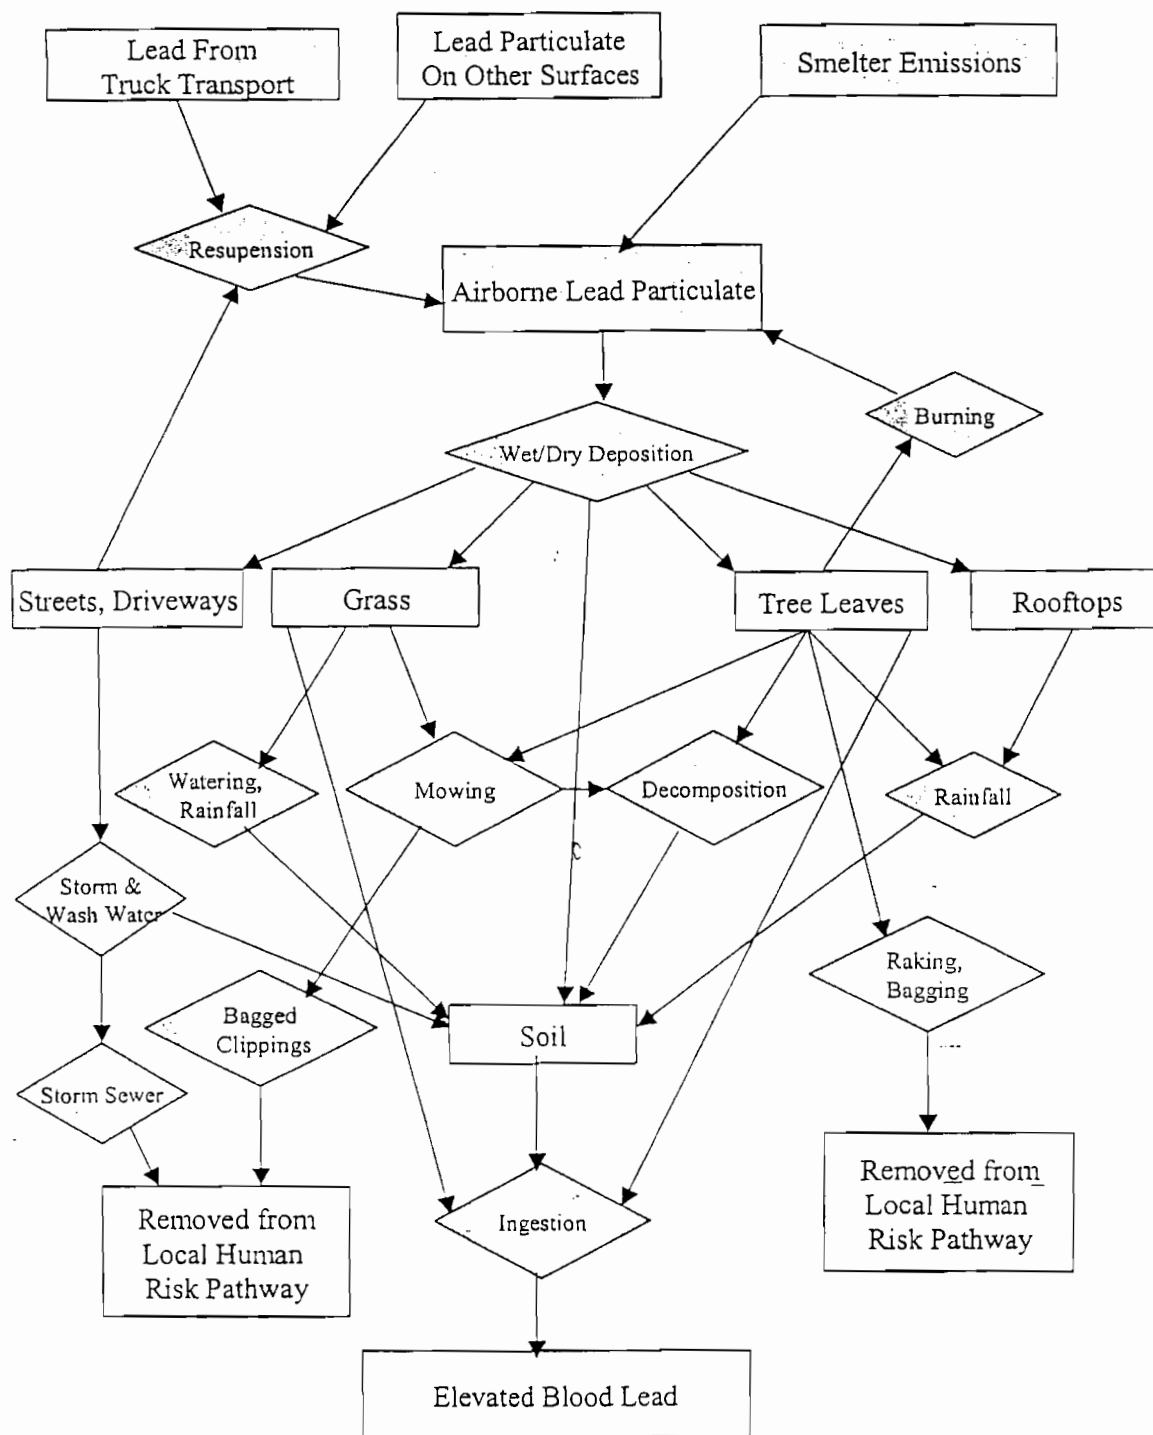 Lead From
Truck Transport
Lead Particulate
On Other Surfaces
Smelter Emissions
Resupension
Airborne Lead Particulate
Burning
Wet/Dry Deposition
Streets, Driveways
Grass
Tree Leaves
Rooftops
Watering,
Rainfall
Mowing
Decomposition
Rainfall
Storm &
Wash Water
Raking,
Bagging
Bagged
Clippings
Soil
Storm Sewer
Removed from
Local Human
Risk Pathway
Ingestion
Removed from
Local Human
Risk Pathway
Elevated Blood Lead